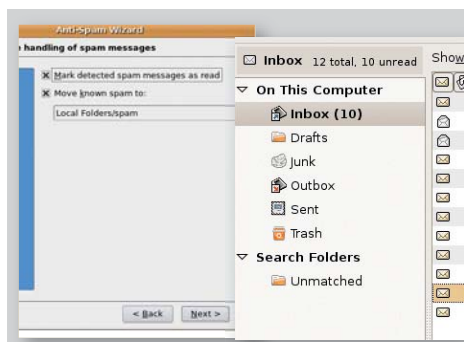 Anti-Spam Wizard
handling of spam messages
Mark detected spam messages as read
Move known spam to:
Local Folders/spam
< Back
Next >
Inbox 12 total, 10 unread
Show
On This Computer
Inbox (10)
Drafts
Junk
Outbox
Sent
Trash
Search Folders
Unmatched